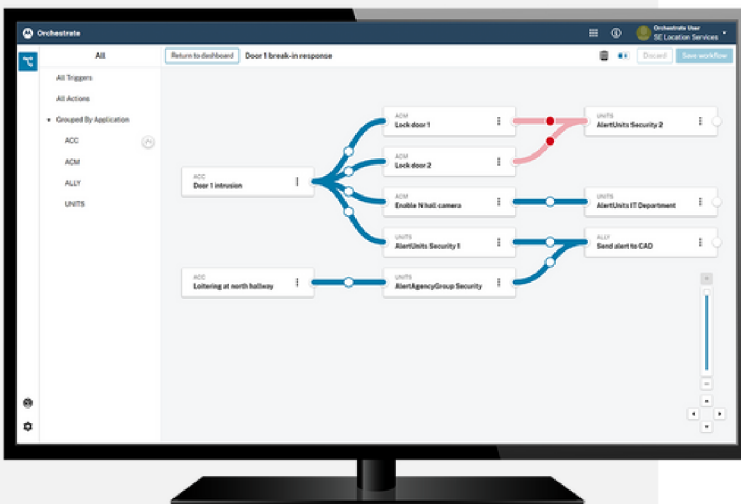 Orchestrate
Orchestrate User
SE Location Services
All
Return to dashboard
Door 1 break-in response
Discard
Save workflow
All Triggers
All Actions
Grouped By Application
ACC
ACM
ALLY
UNITS
ACC
Door 1 intrusion
ACC
Loitering at north hallway
ACM
Lock door 1
ACM
Lock door 2
ACM
Enable N hall camera
UNITS
AlertUnits Security 1
UNITS
AlertAgencyGroup Security
UNITS
AlertUnits Security 2
UNITS
AlertUnits IT Department
ALLY
Send alert to CAD